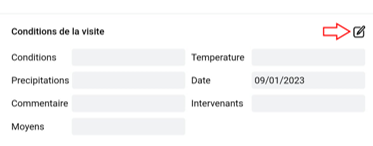 Conditions de la visite
Conditions
Temperature
Precipitations
Date
09/01/2023
Commentaire
Intervenants
Moyens